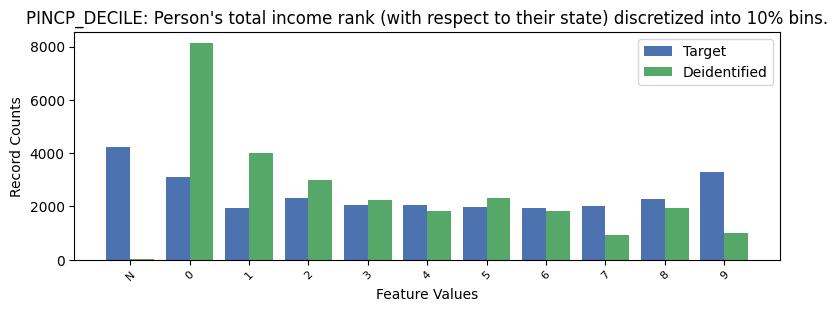 PINCP_DECILE: Person's total income rank (with respect to their state) discretized into 10% bins.
Target
Deidentified
8000
6000
4000
2000
0
Record Counts
N 0 1 2 3 4 5 6 7 8 9
Feature Values